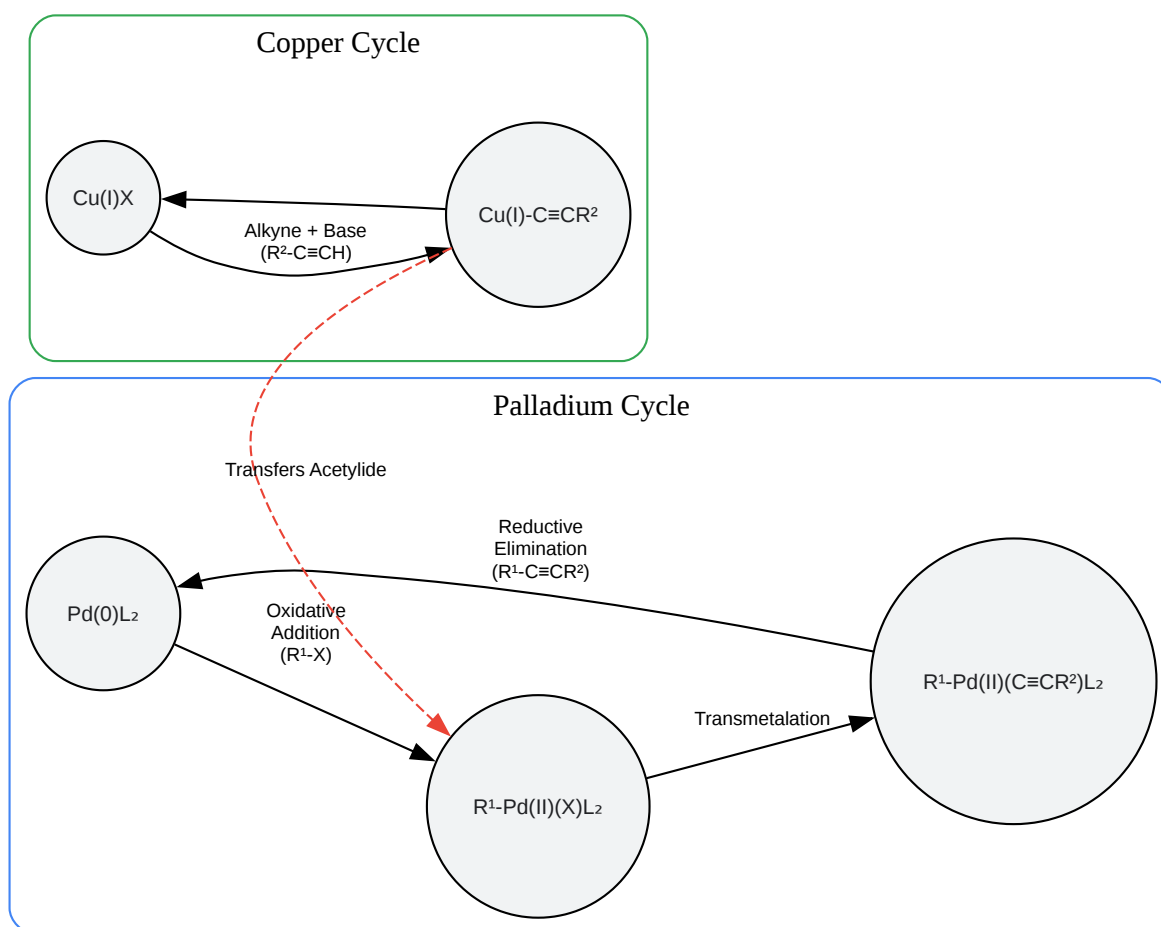 Copper Cycle
Cu(I)X
Cu(I)-C≡CR²
Alkyne + Base
(R²-C≡CH)
Palladium Cycle
Transfers Acetylide
Reductive
Elimination
(R¹-C≡CR²)
Pd(0)L₂
Oxidative
Addition
(R¹-X)
R¹-Pd(II)(C≡CR²)L₂
Transmetalation
R¹-Pd(II)(X)L₂